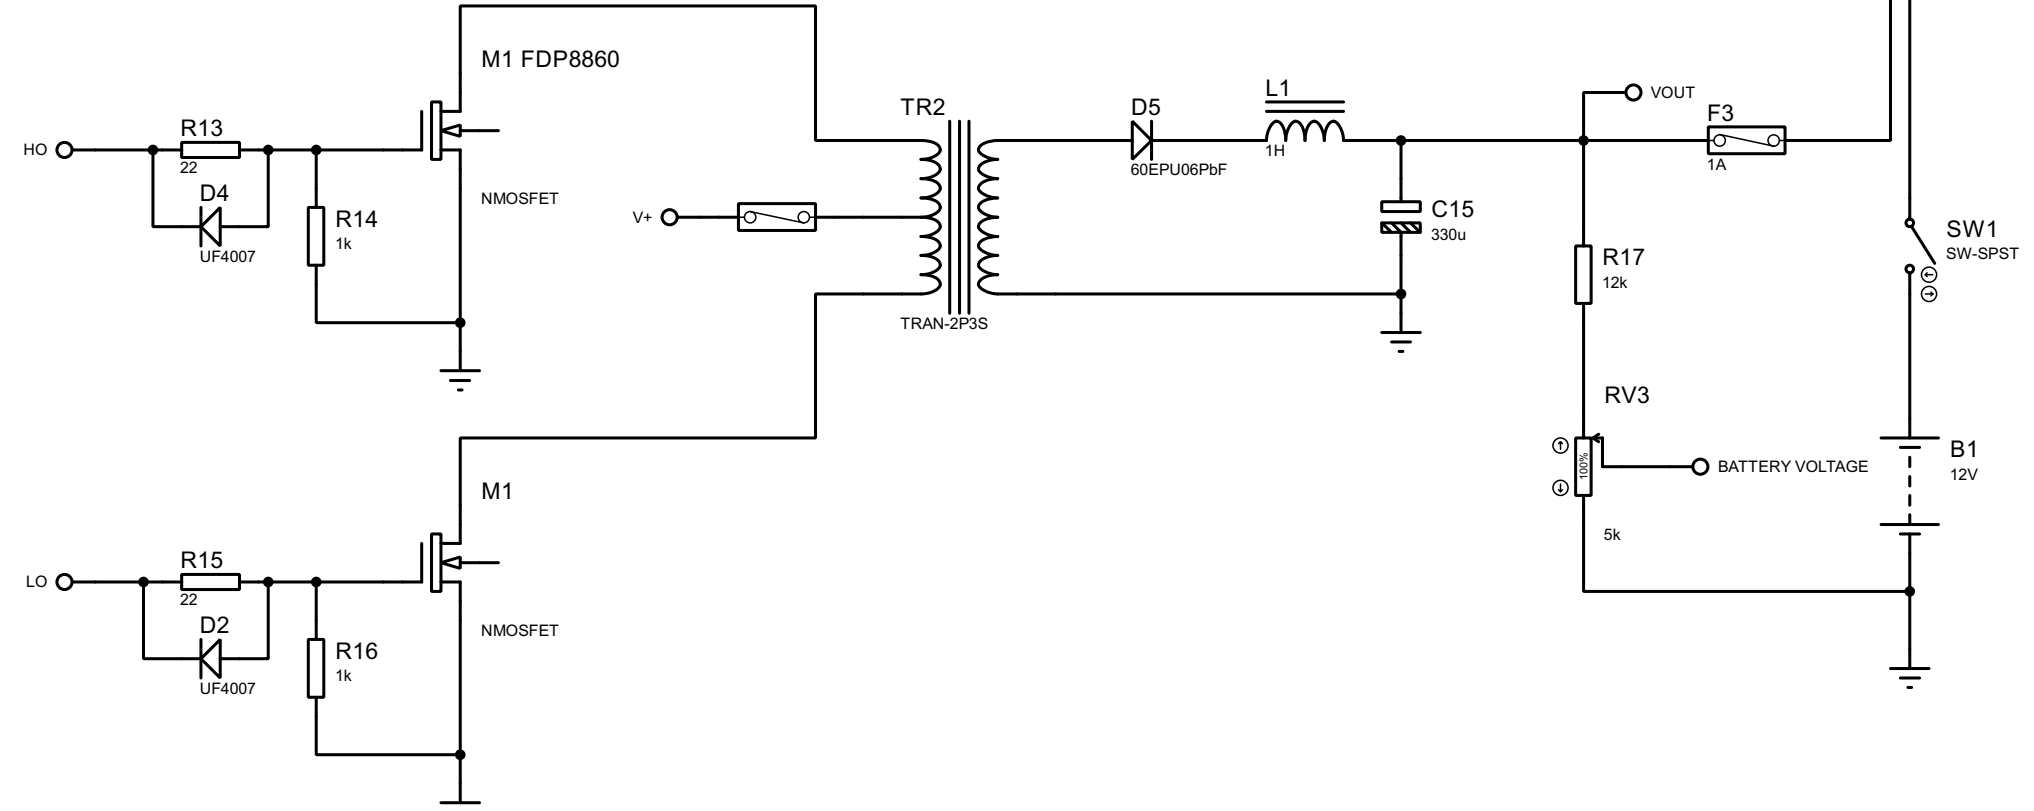 M1 FDP8860
NMOSFET
HO
R13
22
D4
UF4007
R14
1k
V+
TR2
TRAN-2P3S
D5
60EPU06PbF
L1
1H
C15
330u
VOUT
F3
1A
R17
12k
SW1
SW-SPST
RV3
100%
5k
BATTERY VOLTAGE
B1
12V
M1
NMOSFET
LO
R15
22
D2
UF4007
R16
1k